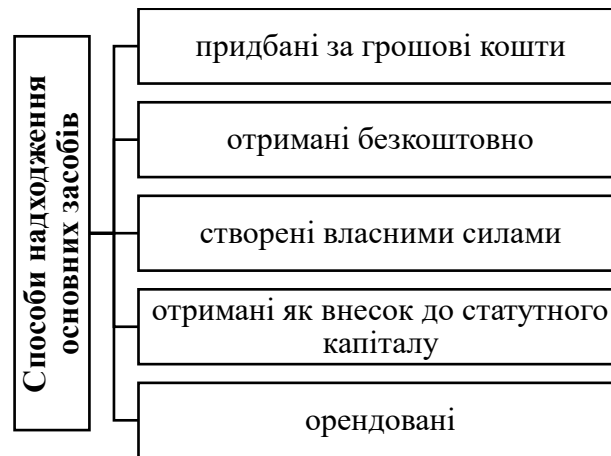 Способи надходження
основних засобів
придбані за грошові кошти
отримані безкоштовно
створені власними силами
отримані як внесок до статутного
капіталу
орендовані